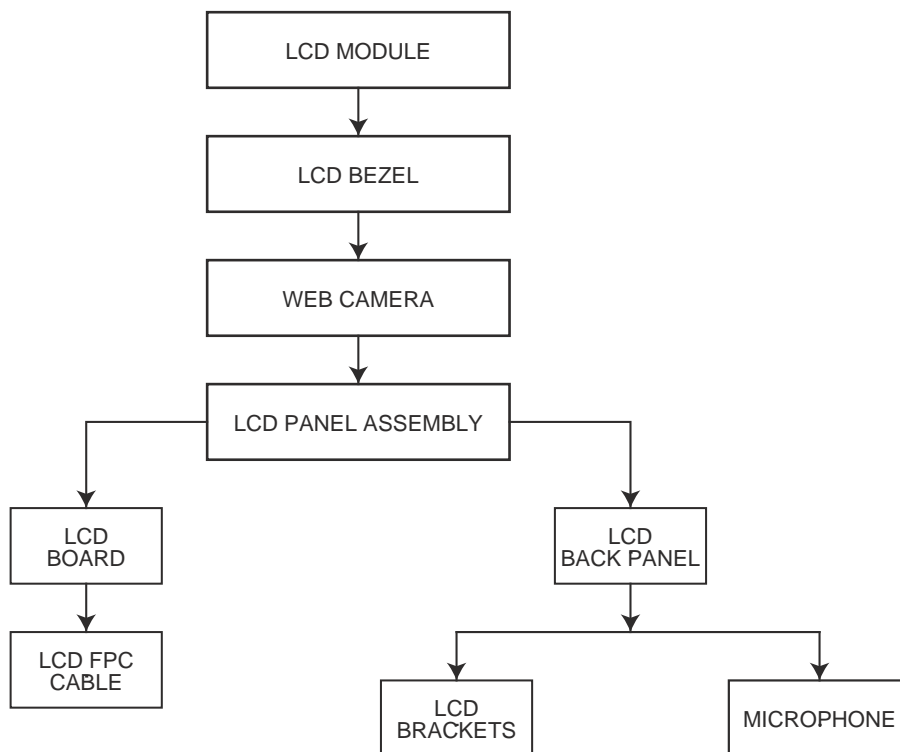 LCD MODULE
LCD BEZEL
WEB CAMERA
LCD PANEL ASSEMBLY
LCD
BOARD
LCD
BACK PANEL
LCD FPC
CABLE
LCD
BRACKETS
MICROPHONE